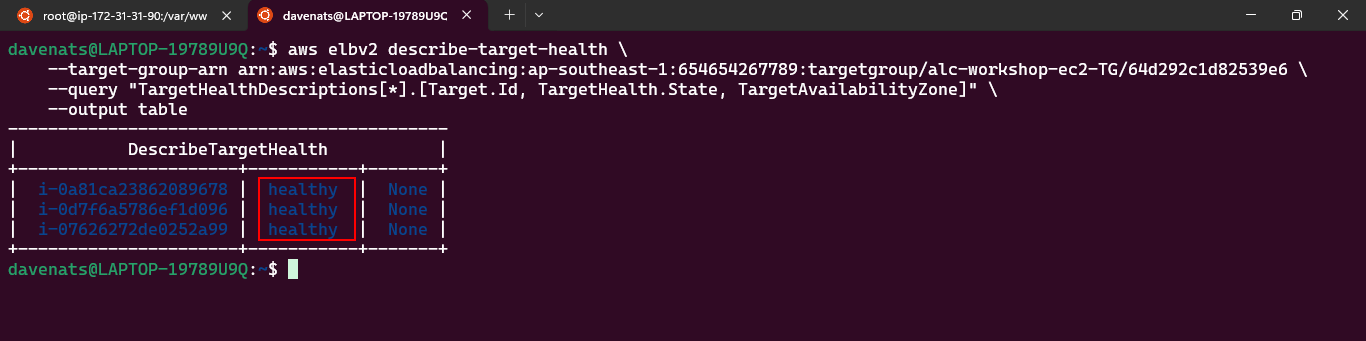 root@ip-172-31-31-90:/var/ww
davenats@LAPTOP-19789U9Q
davenats@LAPTOP-19789U9Q:~$ aws elbv2 describe-target-health \
    --target-group-arn arn:aws:elasticloadbalancing:ap-southeast-1:654654267789:targetgroup/alc-workshop-ec2-TG/64d292c1d82539e6 \
    --query "TargetHealthDescriptions[*].[Target.Id, TargetHealth.State, TargetAvailabilityZone]" \
    --output table
--------------------------------------------
|           DescribeTargetHealth           |
+----------------------+-----------+-------+
|  i-0a81ca23862089678 |  healthy  |  None |
|  i-0d7f6a5786ef1d096 |  healthy  |  None |
|  i-07626272de0252a99 |  healthy  |  None |
+----------------------+-----------+-------+
davenats@LAPTOP-19789U9Q:~$